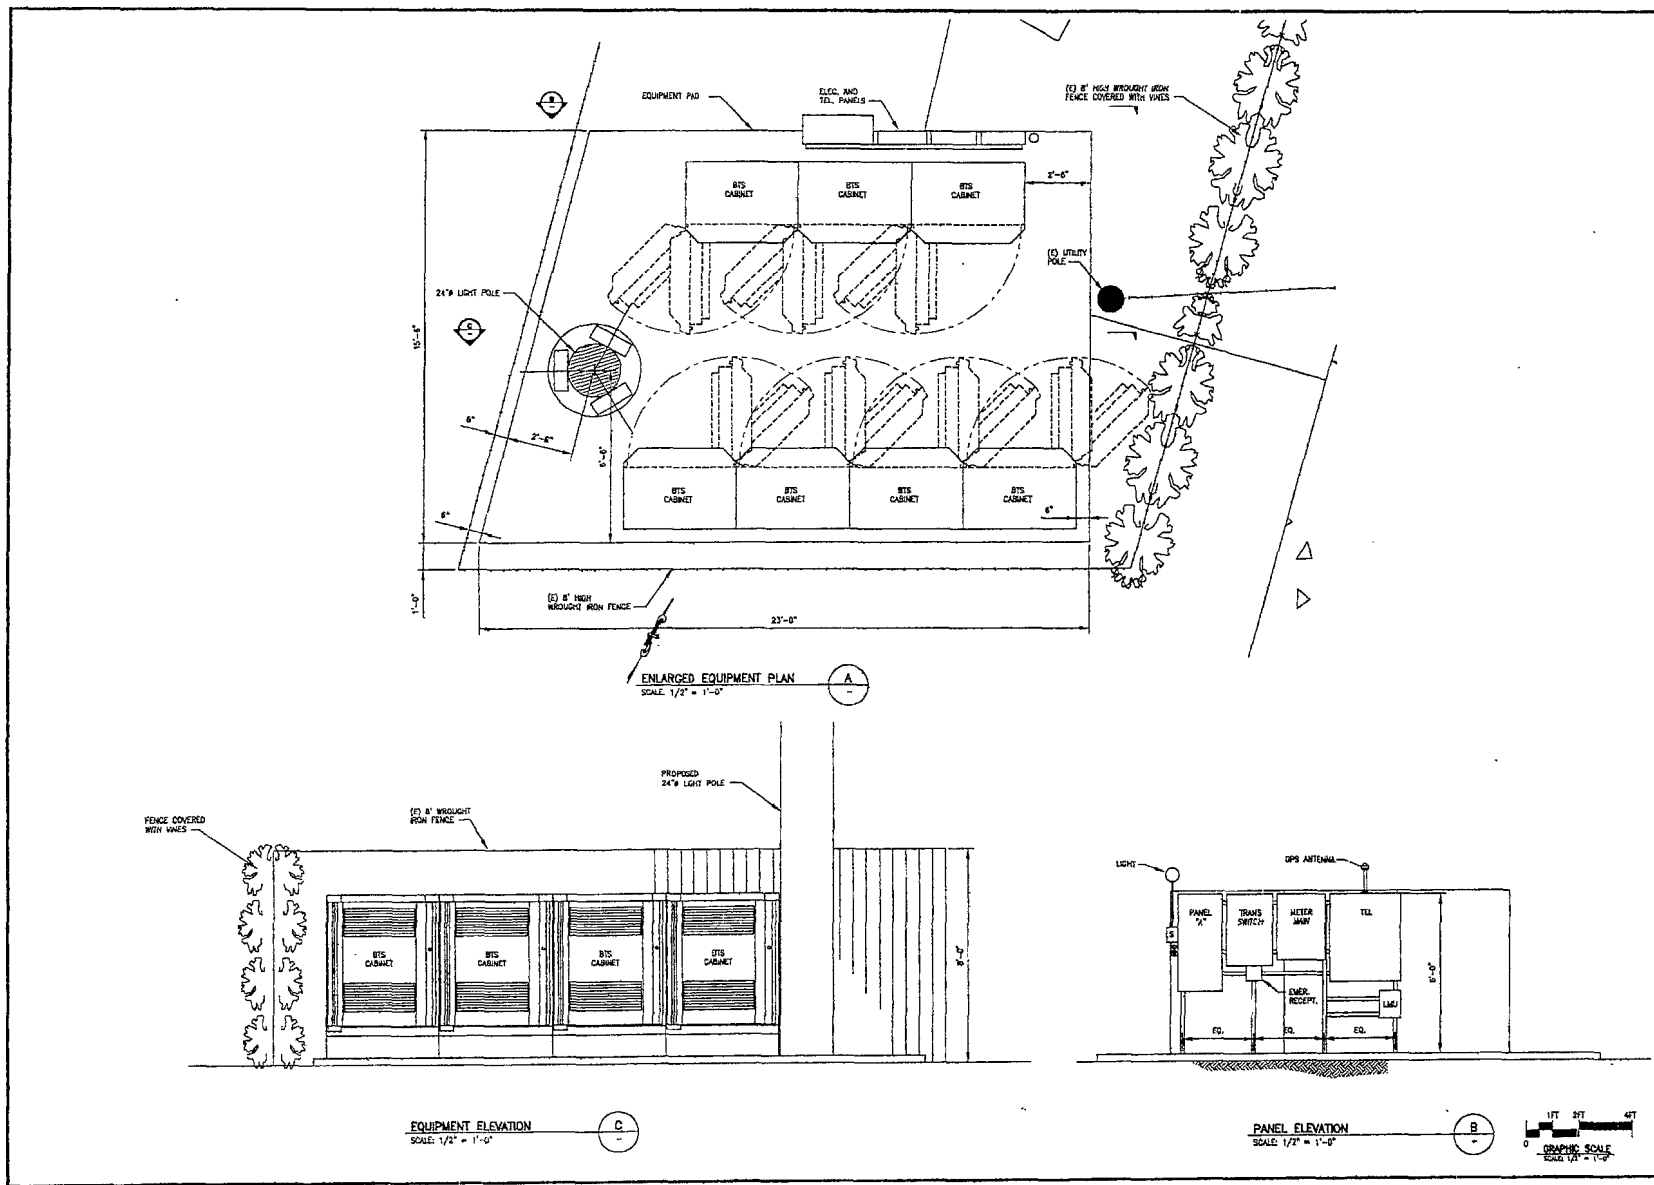 B
EQUIPMENT PAD
ELEC. AND
TEL. PANELS
(E) 8' HIGH WROUGHT IRON
FENCE COVERED WITH VINES
BTS
CABINET
BTS
CABINET
BTS
CABINET
2'-6"
(E) UTILITY
POLE
24"ø LIGHT POLE
C
15'-6"
6"
2'-6"
6'-6"
BTS
CABINET
BTS
CABINET
BTS
CABINET
BTS
CABINET
6"
6"
1'-0"
(E) 8' HIGH
WROUGHT IRON FENCE
23'-0"
ENLARGED EQUIPMENT PLAN
SCALE: 1/2" = 1'-0"
A
PROPOSED
24"ø LIGHT POLE
FENCE COVERED
WITH VINES
(E) 8' WROUGHT
IRON FENCE
BTS
CABINET
BTS
CABINET
BTS
CABINET
BTS
CABINET
8'-0"
EQUIPMENT ELEVATION
SCALE: 1/2" = 1'-0"
C
LIGHT
GPS ANTENNA
PANEL
"A"
TRANS
SWITCH
METER
MAIN
TEL
S
EMER.
RECEPT.
LMU
6'-0"
EQ.
EQ.
EQ.
PANEL ELEVATION
SCALE: 1/2" = 1'-0"
B
0
1FT
2FT
4FT
GRAPHIC SCALE
SCALE: 1/2" = 1'-0"